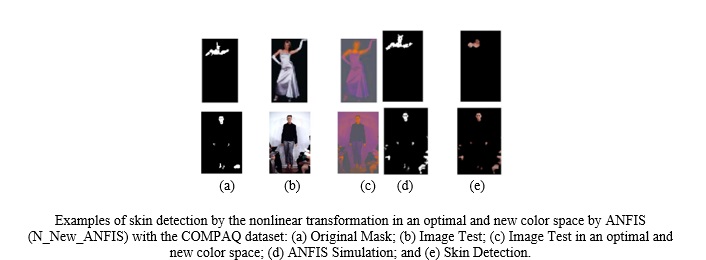 (a) (b) (c) (d) (e)
Examples of skin detection by the nonlinear transformation in an optimal and new color space by ANFIS
(N_New_ANFIS) with the COMPAQ dataset: (a) Original Mask; (b) Image Test; (c) Image Test in an optimal and
new color space; (d) ANFIS Simulation; and (e) Skin Detection.